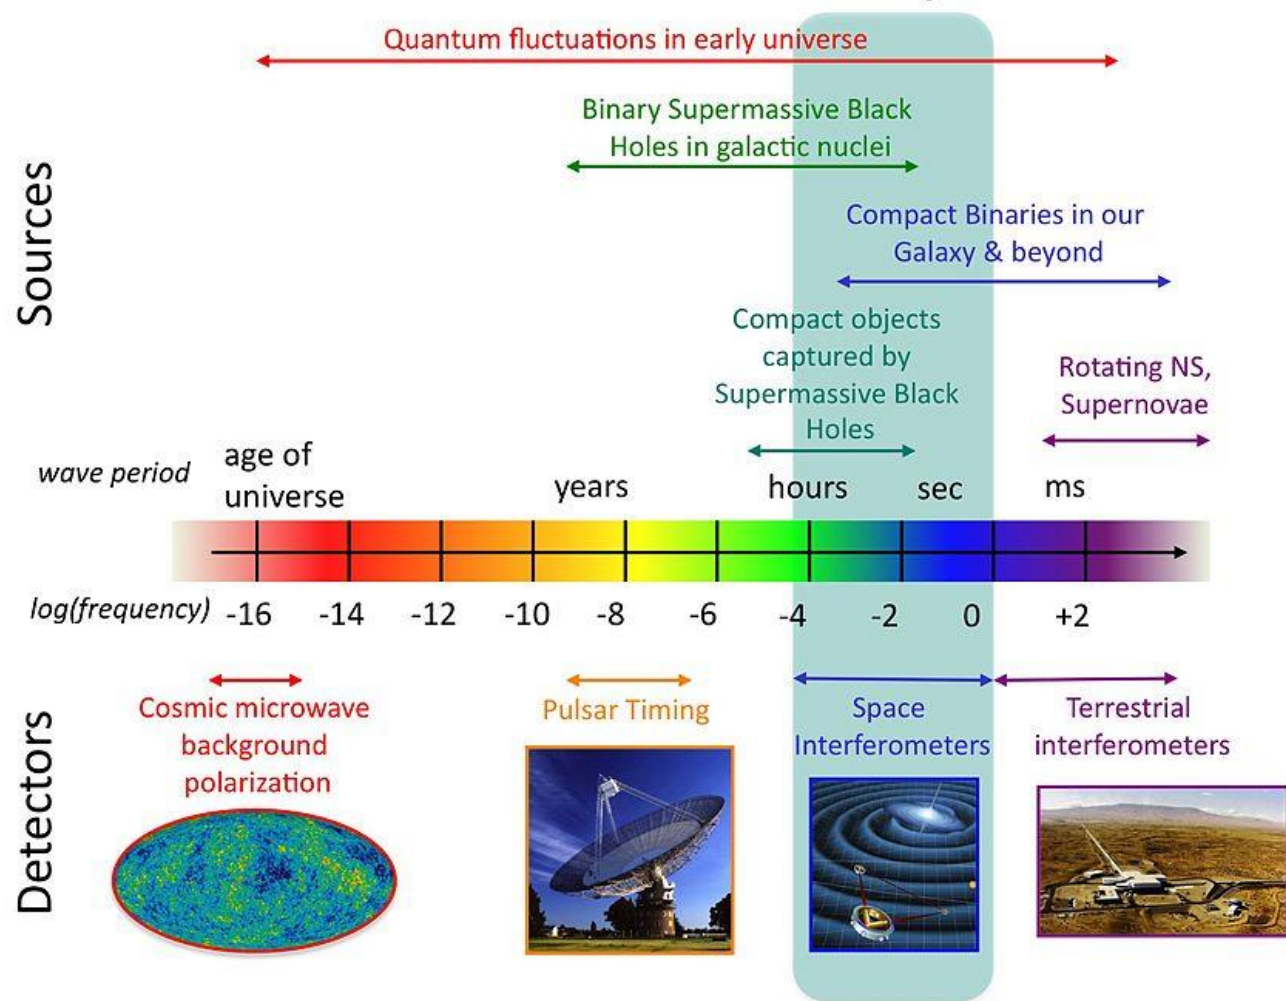 Quantum fluctuations in early universe
Binary Supermassive Black
Holes in galactic nuclei
Compact Binaries in our
Galaxy & beyond
Compact objects
captured by
Supermassive Black
Holes
Rotating NS,
Supernovae
Sources
wave period
age of
universe
years
hours
sec
ms
log(frequency)
-16
-14
-12
-10
-8
-6
-4
-2
0
+2
Detectors
Cosmic microwave
background
polarization
Pulsar Timing
Space
Interferometers
Terrestrial
interferometers